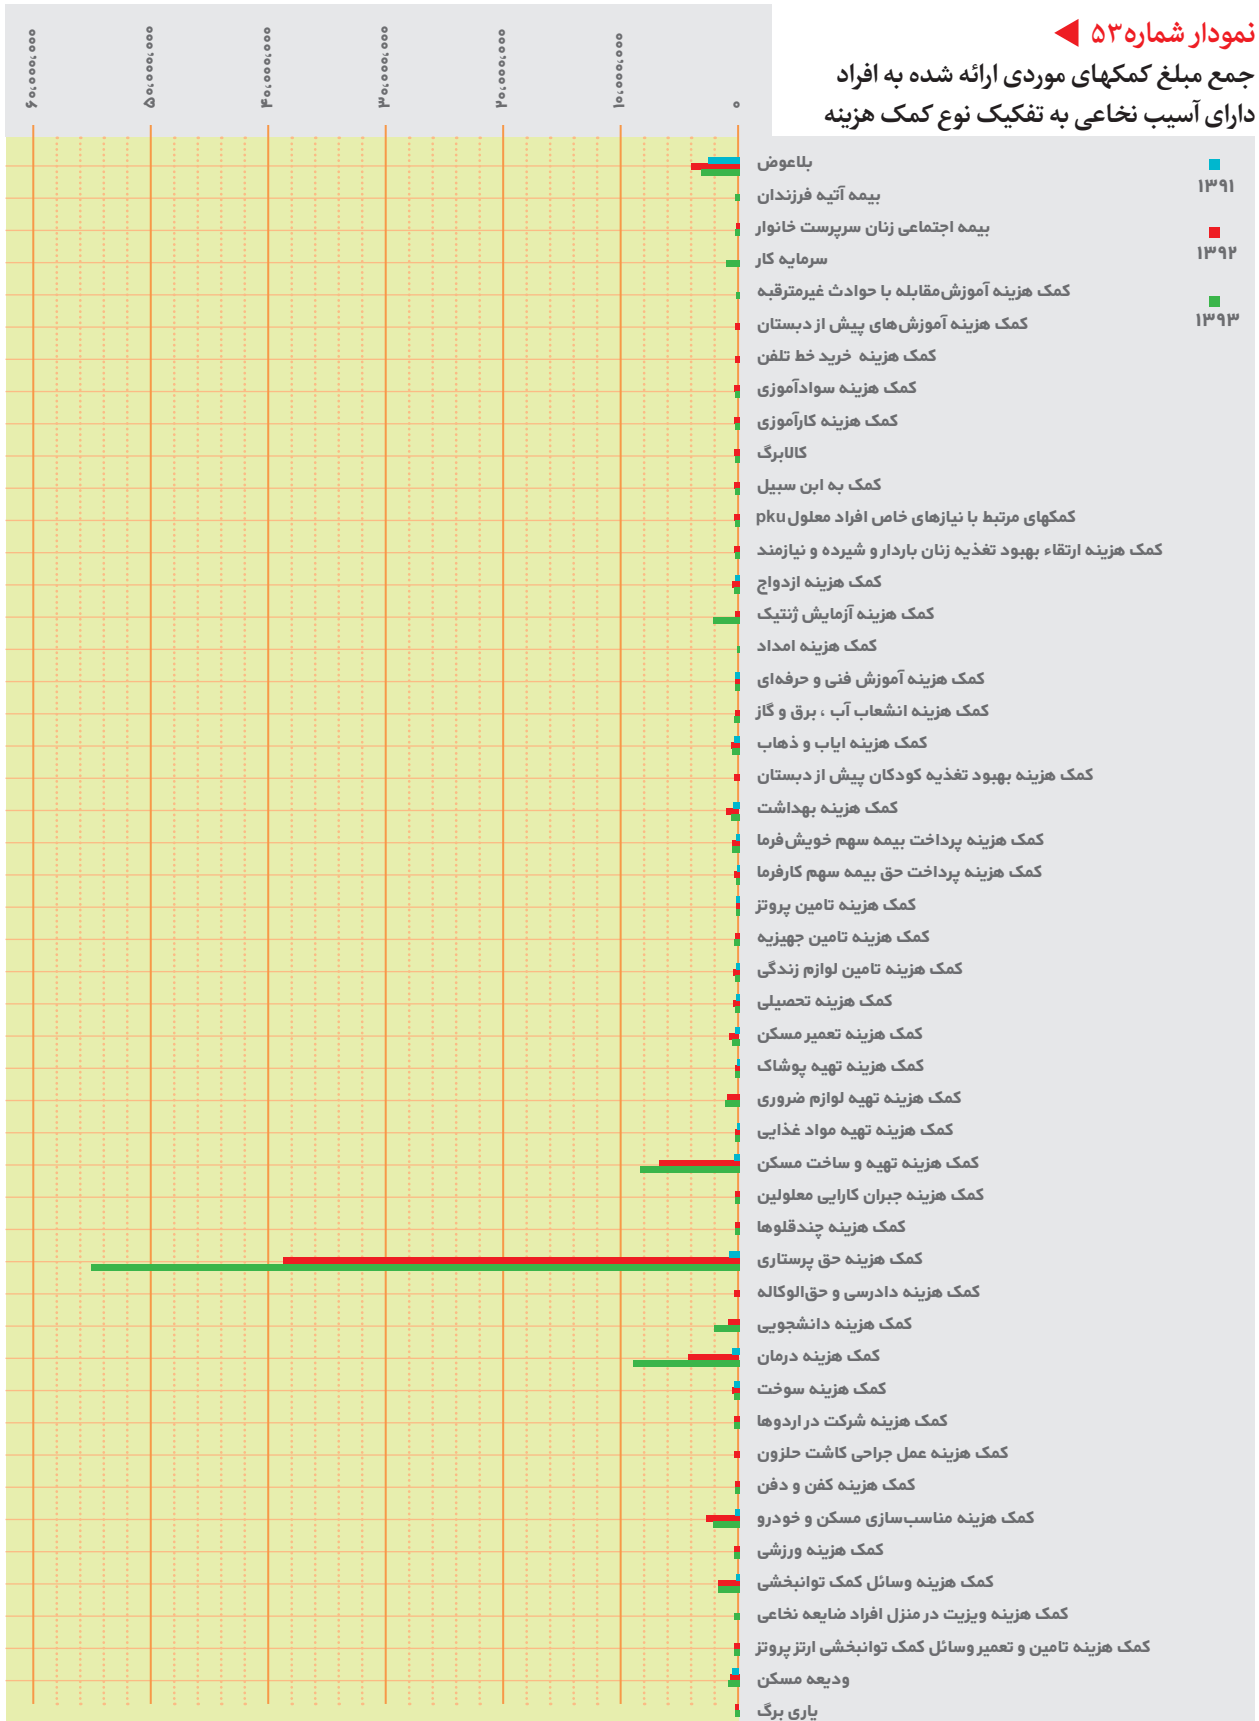 نمودار شماره۵۳
جمع مبلغ کمکهای موردی ارائه شده به افراد
دارای آسیب نخاعی به تفکیک نوع کمک هزینه
۰
۱۰،۰۰۰،۰۰۰
۲۰،۰۰۰،۰۰۰
۳۰،۰۰۰،۰۰۰
۴۰،۰۰۰،۰۰۰
۵۰،۰۰۰،۰۰۰
۶۰،۰۰۰،۰۰۰
۱۳۹۱
۱۳۹۲
۱۳۹۳
بلاعوض
بیمه آتیه فرزندان
بیمه اجتماعی زنان سرپرست خانوار
سرمایه کار
کمک هزینه آموزش‌مقابله با حوادث غیرمترقبه
کمک هزینه آموزش‌های پیش از دبستان
کمک هزینه خرید خط تلفن
کمک هزینه سوادآموزی
کمک هزینه کارآموزی
کالابرگ
کمک به ابن سبیل
کمکهای مرتبط با نیازهای خاص افراد معلول pku
کمک هزینه ارتقاء بهبود تغذیه زنان باردار و شیرده و نیازمند
کمک هزینه ازدواج
کمک هزینه آزمایش ژنتیک
کمک هزینه امداد
کمک هزینه آموزش فنی و حرفه‌ای
کمک هزینه انشعاب آب ، برق و گاز
کمک هزینه ایاب و ذهاب
کمک هزینه بهبود تغذیه کودکان پیش از دبستان
کمک هزینه بهداشت
کمک هزینه پرداخت بیمه سهم خویش‌فرما
کمک هزینه پرداخت حق بیمه سهم کارفرما
کمک هزینه تامین پروتز
کمک هزینه تامین جهیزیه
کمک هزینه تامین لوازم زندگی
کمک هزینه تحصیلی
کمک هزینه تعمیر مسکن
کمک هزینه تهیه پوشاک
کمک هزینه تهیه لوازم ضروری
کمک هزینه تهیه مواد غذایی
کمک هزینه تهیه و ساخت مسکن
کمک هزینه جبران کارایی معلولین
کمک هزینه چندقلوها
کمک هزینه حق پرستاری
کمک هزینه دادرسی و حق‌الوکاله
کمک هزینه دانشجویی
کمک هزینه درمان
کمک هزینه سوخت
کمک هزینه شرکت در اردوها
کمک هزینه عمل جراحی کاشت حلزون
کمک هزینه کفن و دفن
کمک هزینه مناسب‌سازی مسکن و خودرو
کمک هزینه ورزشی
کمک هزینه وسائل کمک توانبخشی
کمک هزینه ویزیت در منزل افراد ضایعه نخاعی
کمک هزینه تامین و تعمیر وسائل کمک توانبخشی ارتز پروتز
ودیعه مسکن
یاری برگ